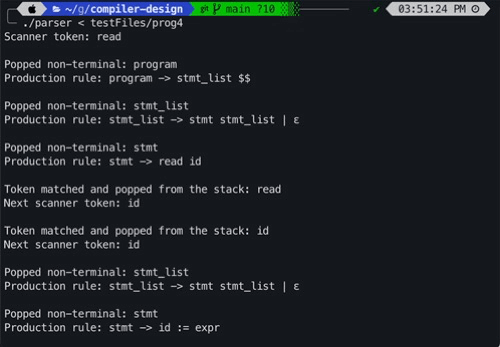 ~/g/compiler-design main ?10 ✔ 03:51:24 PM
./parser < testFiles/prog4
Scanner token: read
Popped non-terminal: program
Production rule: program -> stmt_list $$
Popped non-terminal: stmt_list
Production rule: stmt_list -> stmt stmt_list | ε
Popped non-terminal: stmt
Production rule: stmt -> read id
Token matched and popped from the stack: read
Next scanner token: id
Token matched and popped from the stack: id
Next scanner token: id
Popped non-terminal: stmt_list
Production rule: stmt_list -> stmt stmt_list | ε
Popped non-terminal: stmt
Production rule: stmt -> id := expr